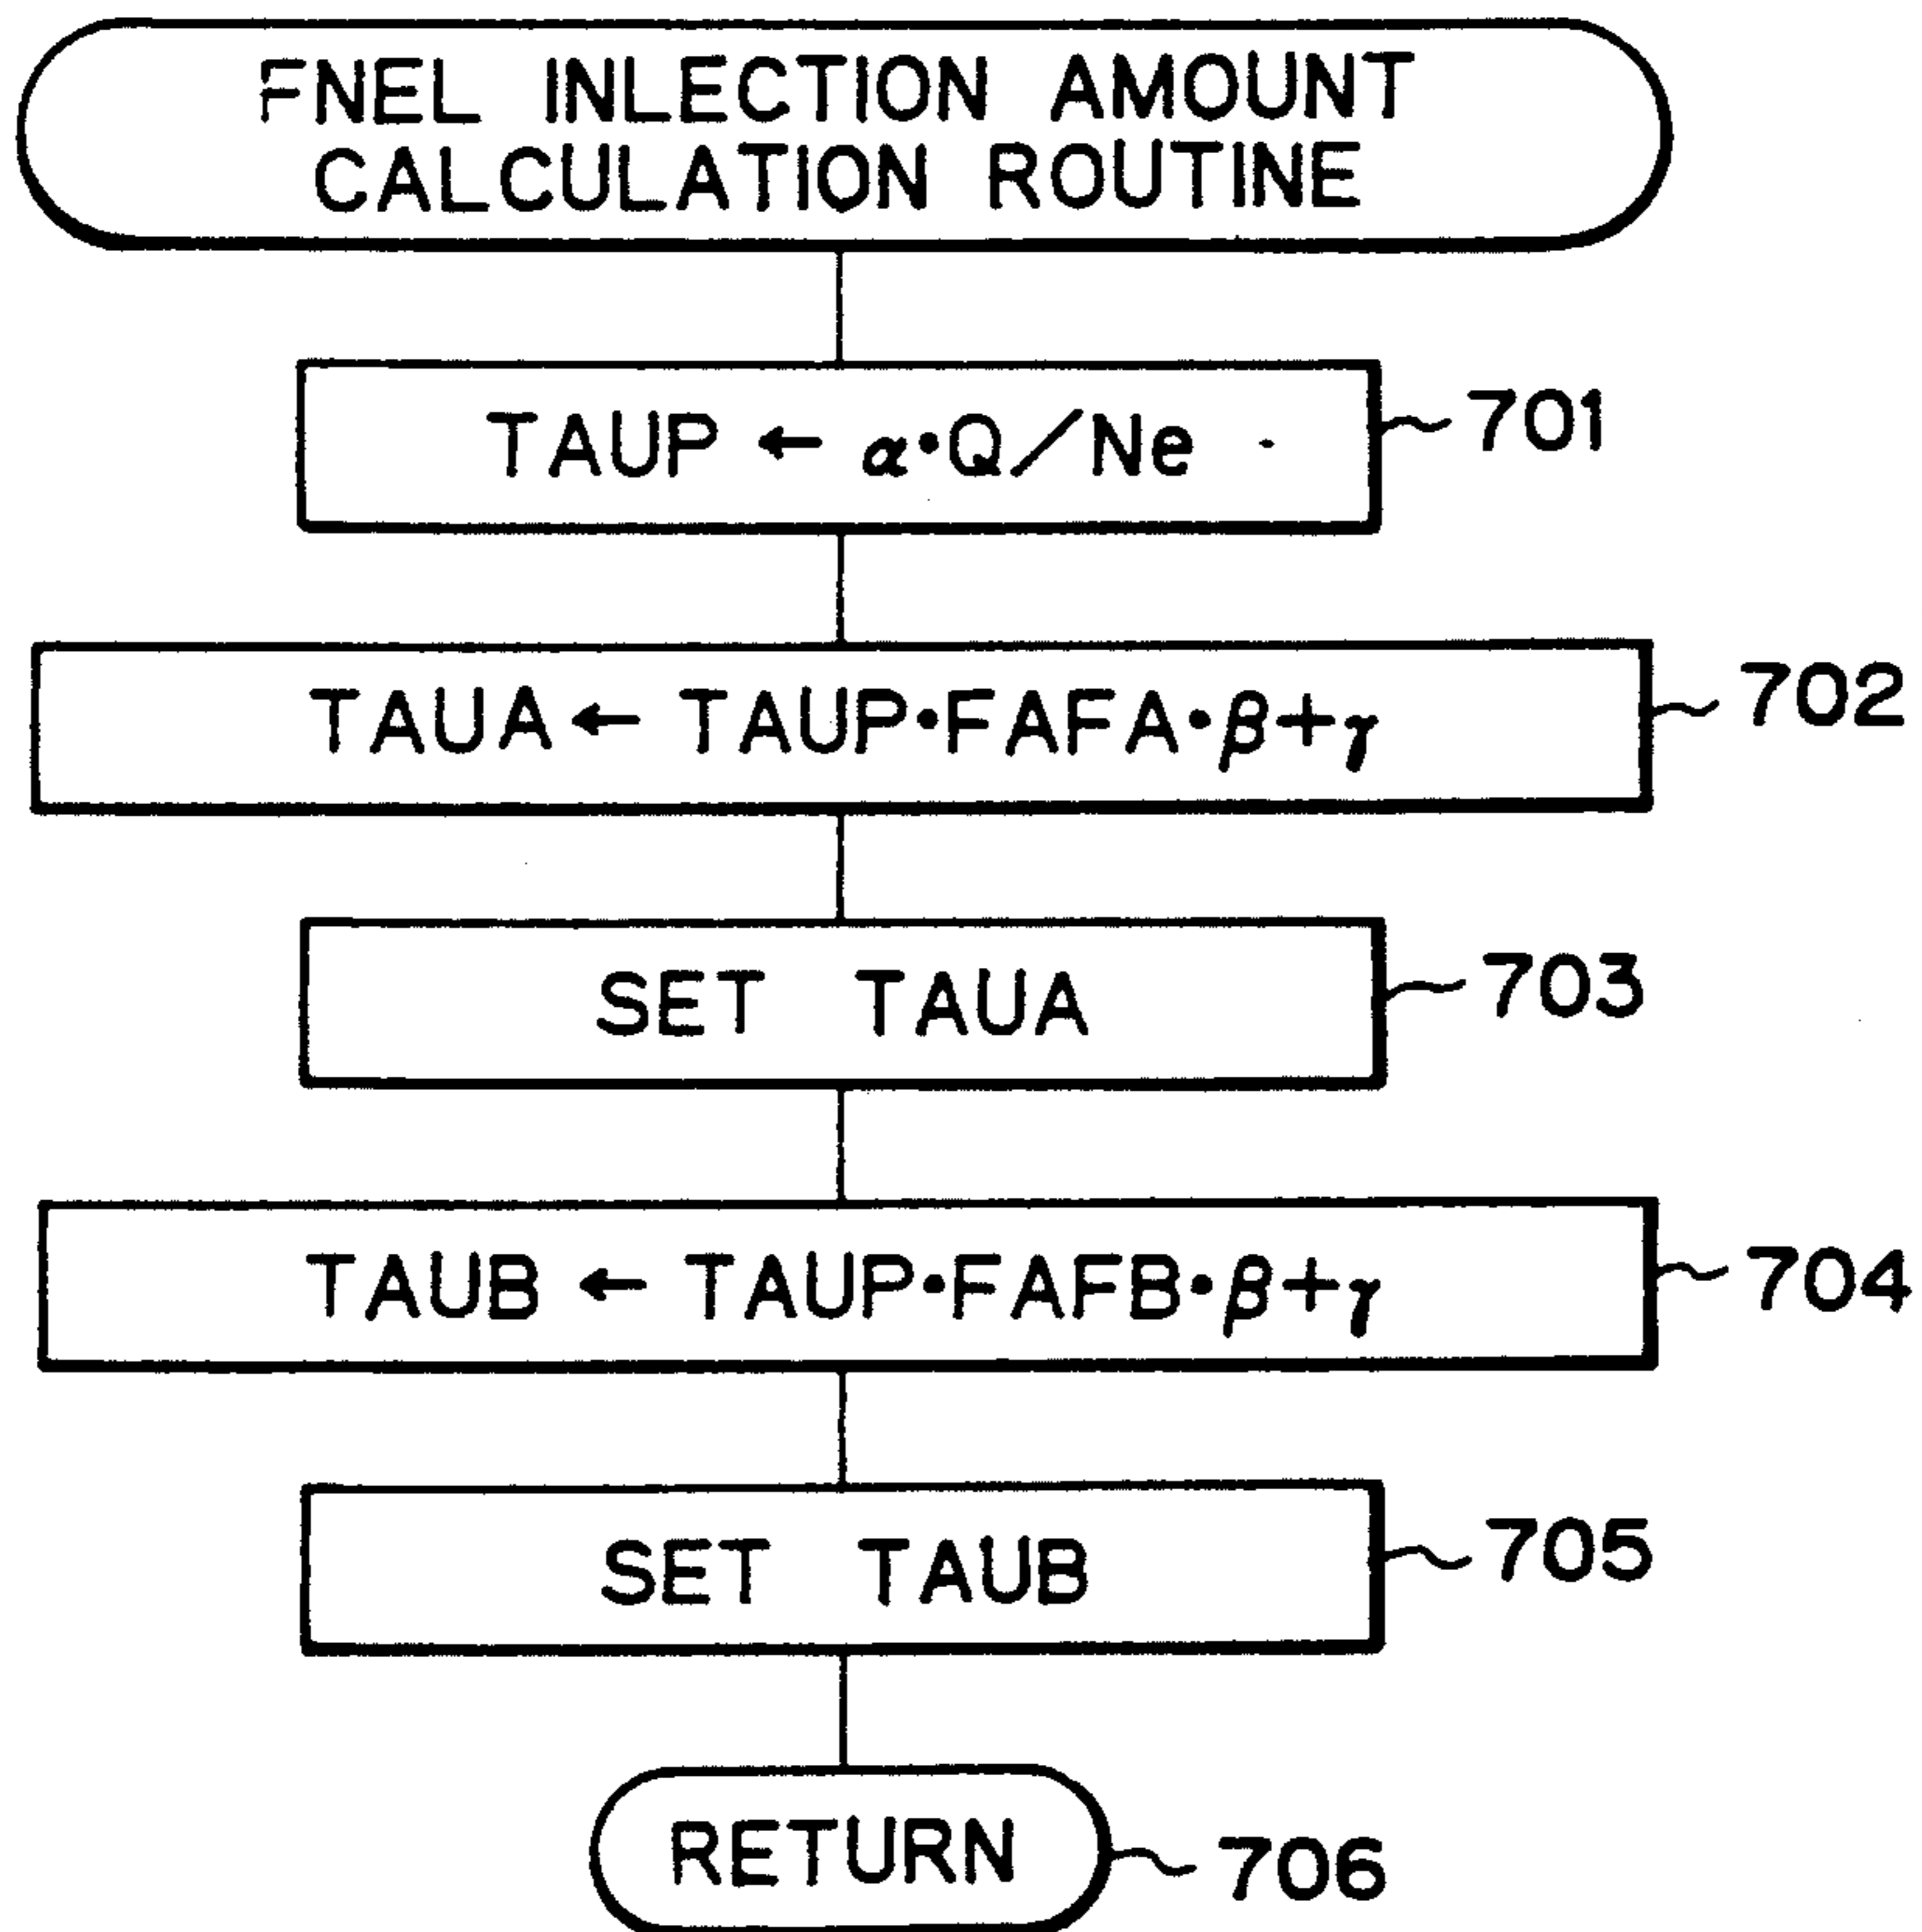 FNEL INLECTION AMOUNT
CALCULATION ROUTINE
TAUP ← α•Q/Ne
701
TAUA ← TAUP•FAFA•β+γ
702
SET TAUA
703
TAUB ← TAUP•FAFB•β+γ
704
SET TAUB
705
RETURN
706